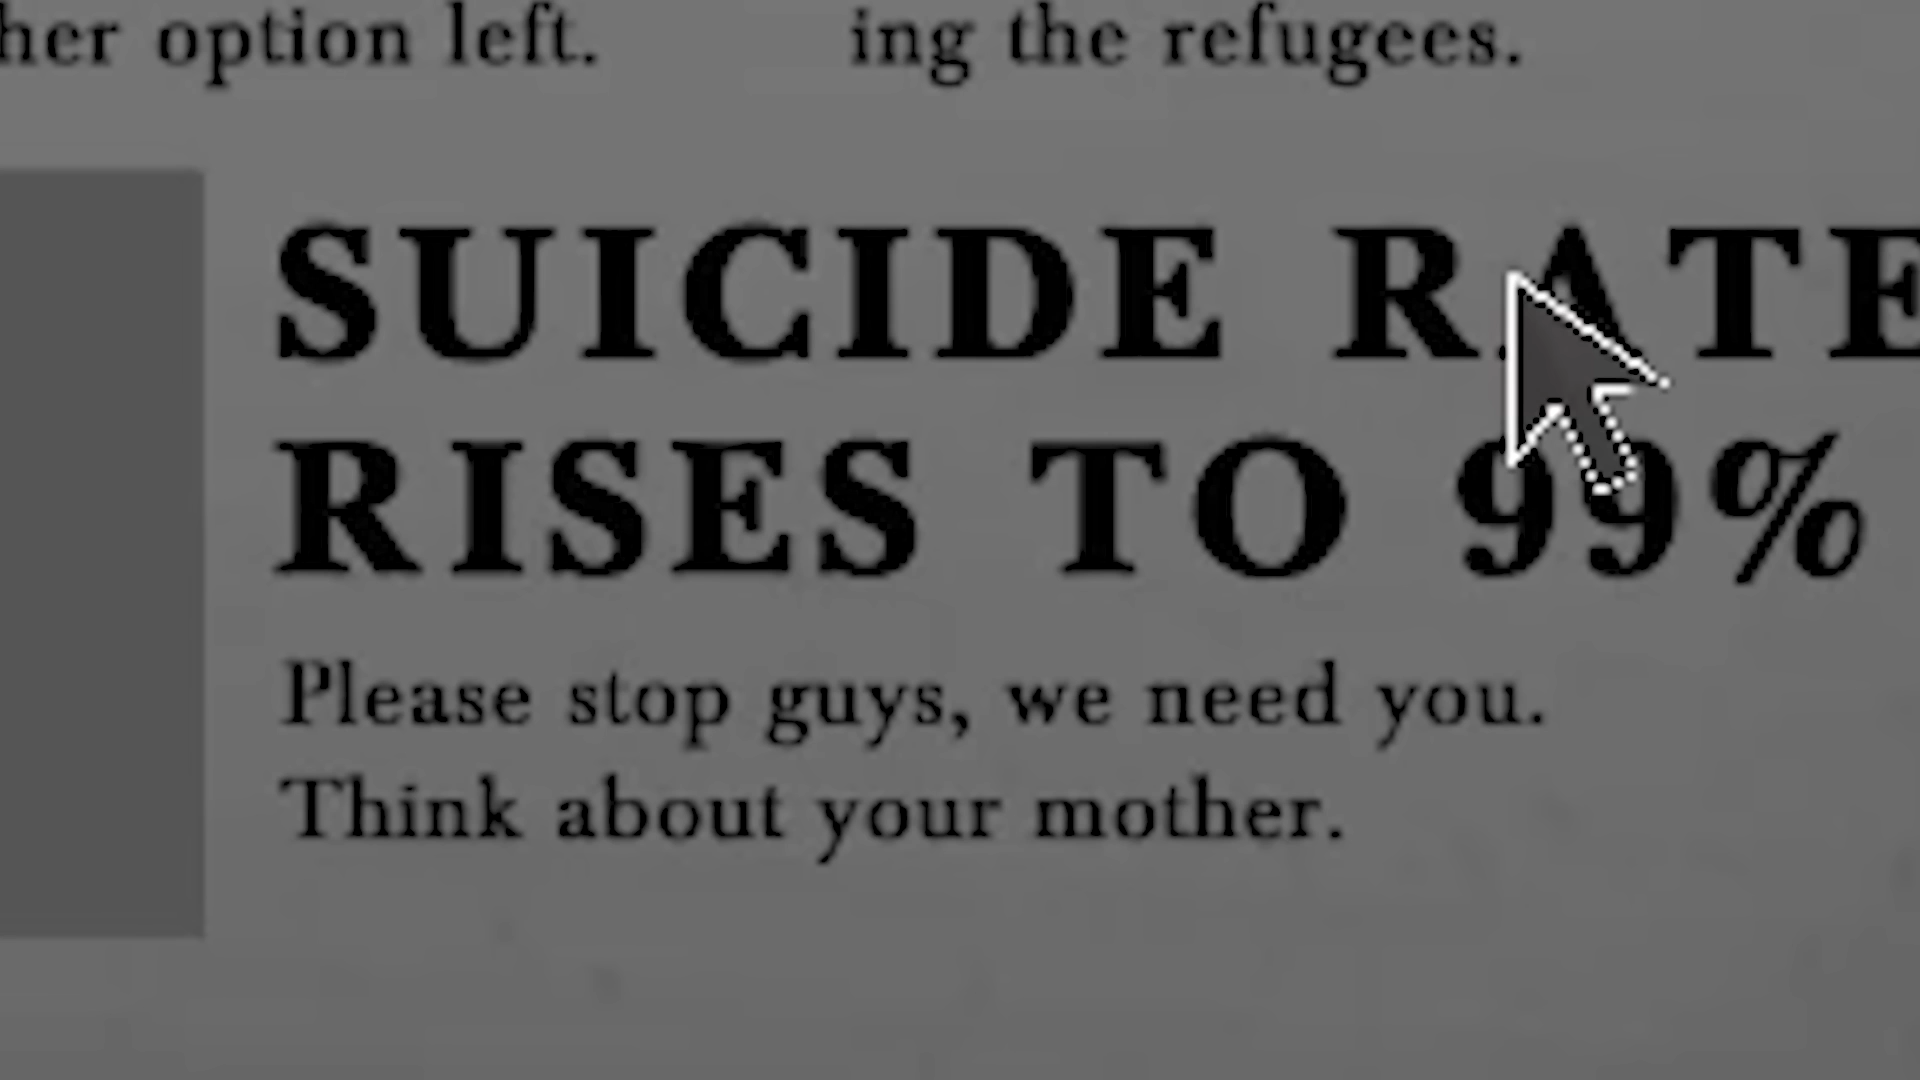 her option left.
ing the refugees.
SUICIDE RATE
RISES TO 99%
Please stop guys, we need you.
Think about your mother.